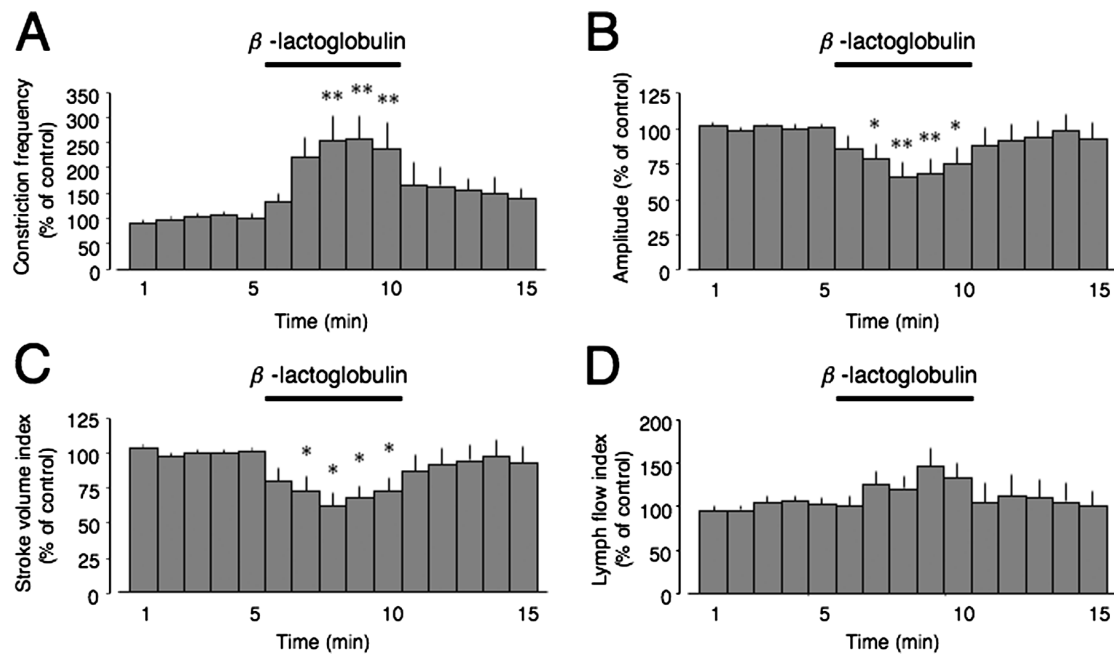 A
β -lactoglobulin
Constriction frequency
(% of control)
350
300
250
200
150
100
50
0
** ** **
1 5 10 15
Time (min)
B
β -lactoglobulin
Amplitude (% of control)
125
100
75
50
25
0
* ** ** *
1 5 10 15
Time (min)
C
β -lactoglobulin
Stroke volume index
(% of control)
125
100
75
50
25
0
* * * *
1 5 10 15
Time (min)
D
β -lactoglobulin
Lymph flow index
(% of control)
200
150
100
50
0
1 5 10 15
Time (min)